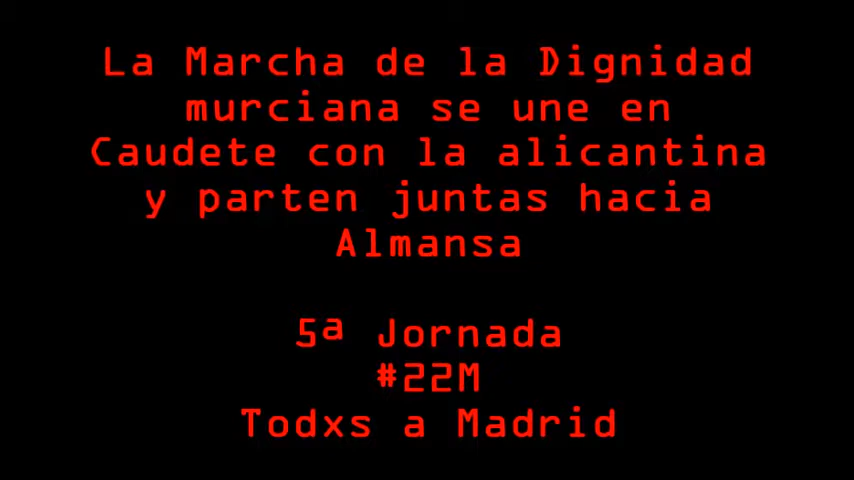 La Marcha de la Dignidad
murciana se une en
Caudete con la alicantina
y parten juntas hacia
Almansa
5ª Jornada
#22M
Todxs a Madrid